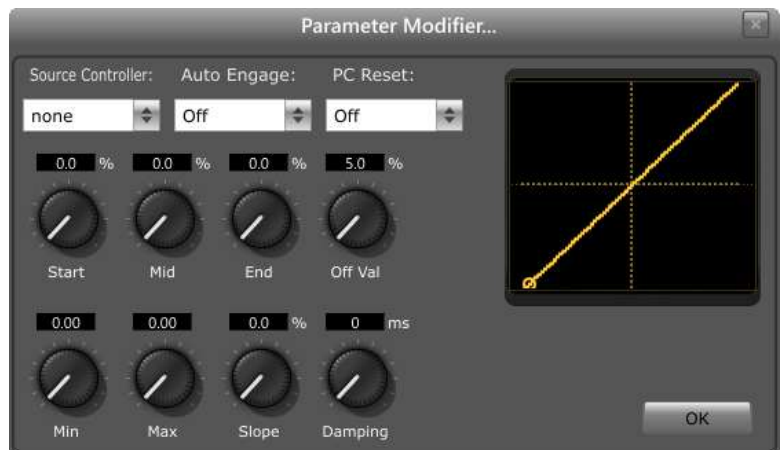 Parameter Modifier...
Source Controller: Auto Engage: PC Reset:
none Off Off
0.0 % 0.0 % 0.0 % 5.0 %
Start Mid End Off Val
0.00 0.00 0.0 % 0 ms
Min Max Slope Damping
OK